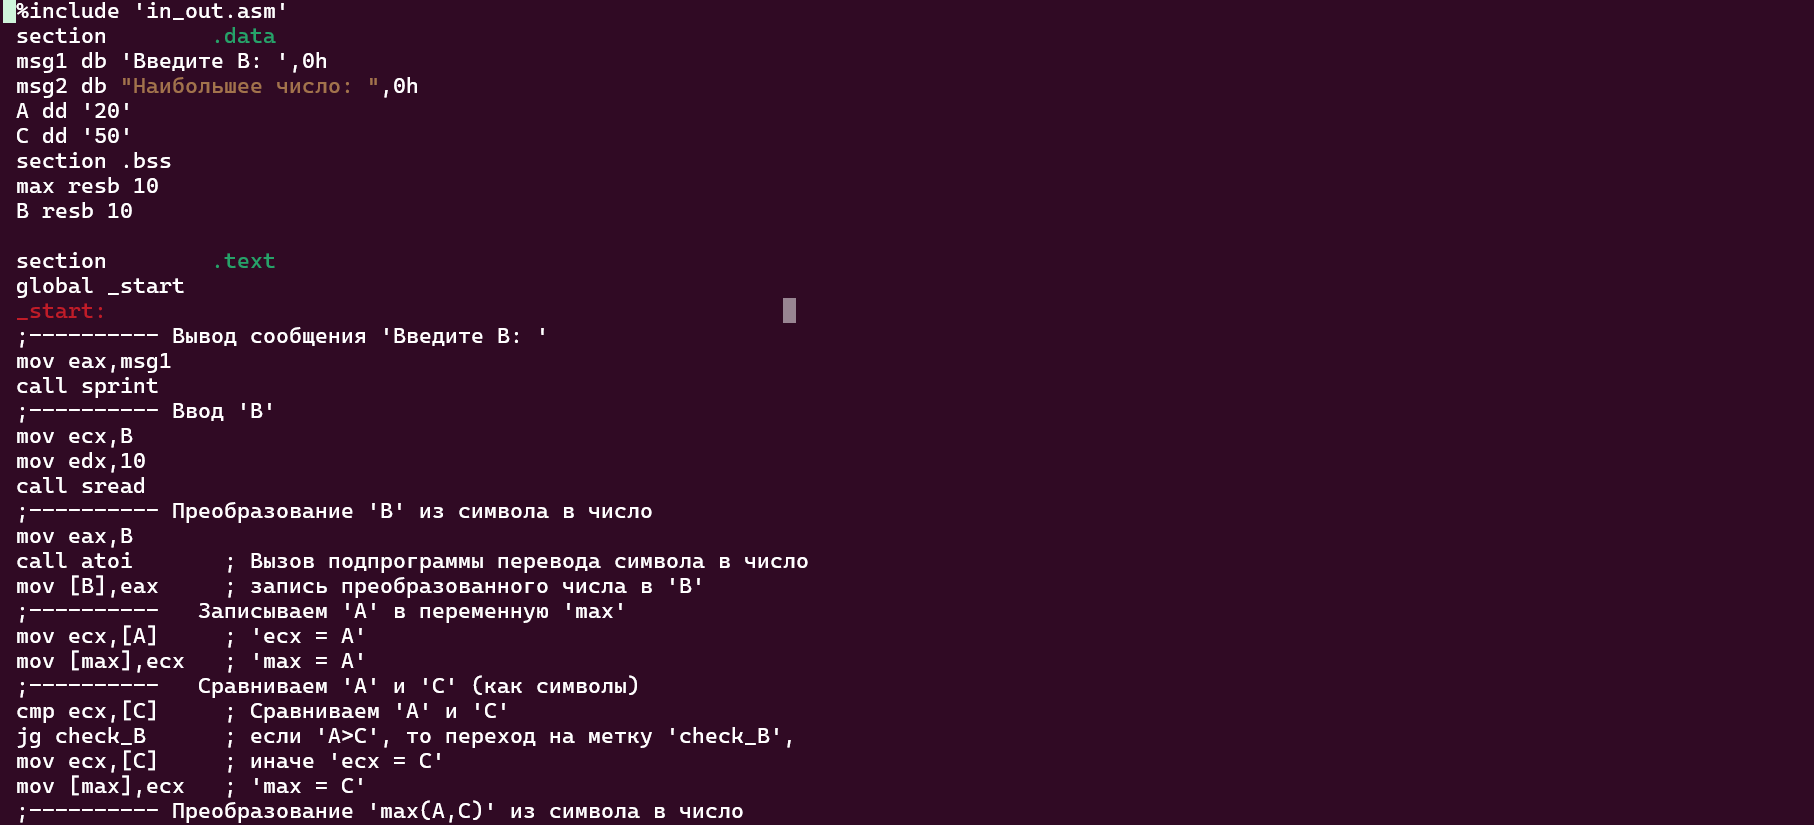 %include 'in_out.asm'
section         .data
msg1 db 'Введите B: ',0h
msg2 db "Наибольшее число: ",0h
A dd '20'
C dd '50'
section .bss
max resb 10
B resb 10
section         .text
global _start
_start:
;---------- Вывод сообщения 'Введите B: '
mov eax,msg1
call sprint
;---------- Ввод 'B'
mov ecx,B
mov edx,10
call sread
;---------- Преобразование 'B' из символа в число
mov eax,B
call atoi       ; Вызов подпрограммы перевода символа в число
mov [B],eax     ; запись преобразованного числа в 'B'
;----------   Записываем 'A' в переменную 'max'
mov ecx,[A]     ; 'ecx = A'
mov [max],ecx   ; 'max = A'
;----------   Сравниваем 'A' и 'С' (как символы)
cmp ecx,[C]     ; Сравниваем 'A' и 'С'
jg check_B      ; если 'A>C', то переход на метку 'check_B',
mov ecx,[C]     ; иначе 'ecx = C'
mov [max],ecx   ; 'max = C'
;---------- Преобразование 'max(A,C)' из символа в число